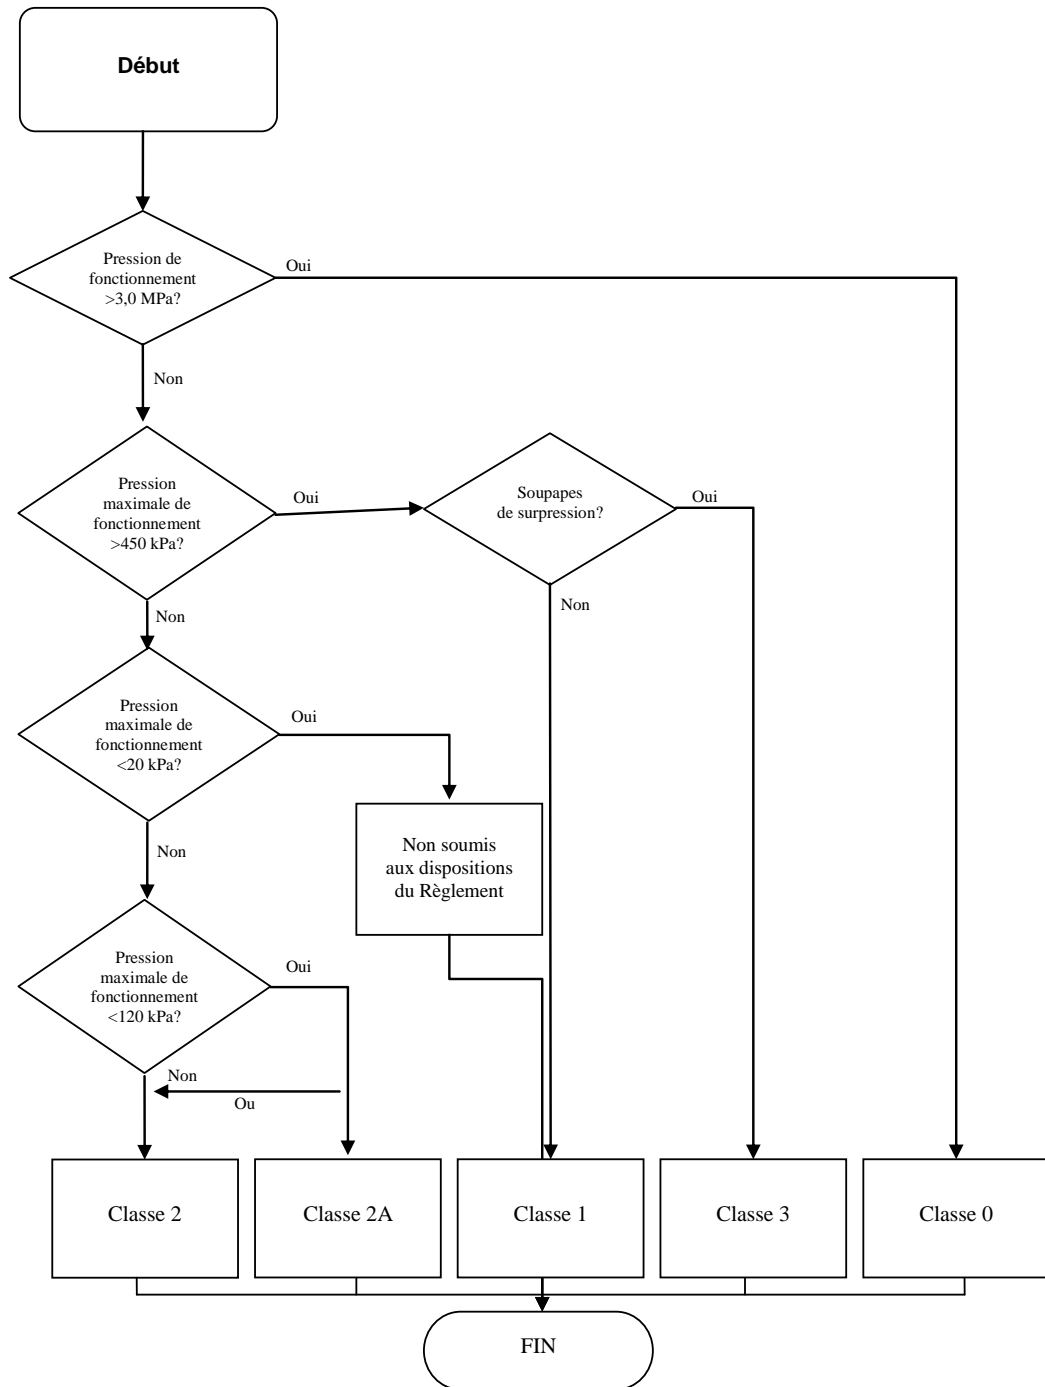 Début
Pression de
fonctionnement
>3,0 MPa?
Oui
Non
Pression
maximale de
fonctionnement
>450 kPa?
Oui
Soupapes
de surpression?
Oui
Non
Non
Pression
maximale de
fonctionnement
<20 kPa?
Oui
Non soumis
aux dispositions
du Règlement
Non
Pression
maximale de
fonctionnement
<120 kPa?
Oui
Non
Ou
Classe 2
Classe 2A
Classe 1
Classe 3
Classe 0
FIN